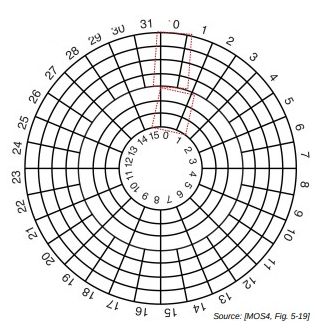 31 0 1 2 3 4 5 6 7 8 9 10 11 12 13 14 15 16 17 18 19 20 21 22 23 24 25 26 27 28 29 30
15 0 1 2 3 4 5 6 7 8 9 10 11 12 13 14
Source: [MOS4, Fig. 5-19]